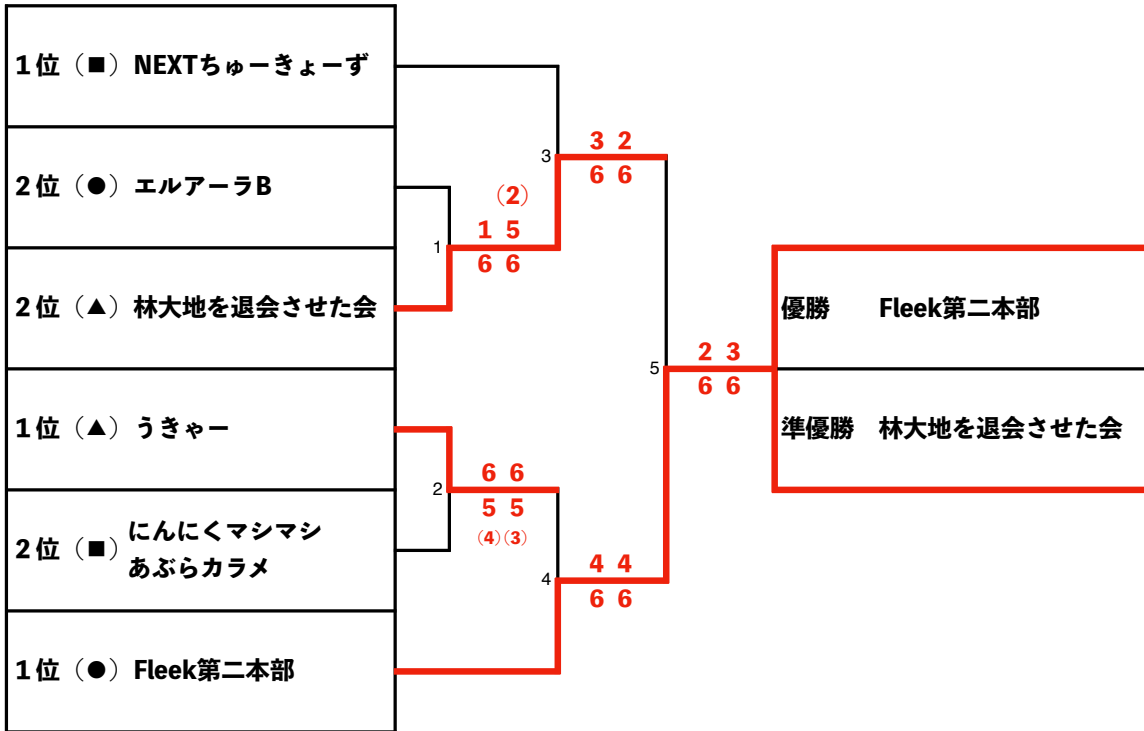 1位（■）NEXTちゅーきょーず
2位（●）エルアーラB
2位（▲）林大地を退会させた会
1位（▲）うきゃー
2位（■）にんにくマシマシ
あぶらカラメ
1位（●）Fleek第二本部
1
（2）
1 5
6 6
2
6 6
5 5
(4)(3)
3
3 2
6 6
4
4 4
6 6
5
2 3
6 6
優勝 Fleek第二本部
準優勝 林大地を退会させた会